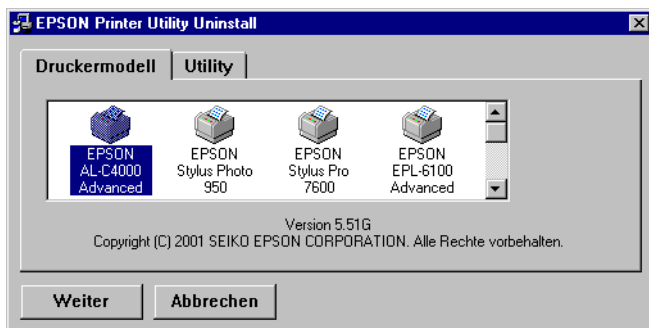 EPSON Printer Utility Uninstall
Druckermodell Utility
EPSON EPSON EPSON EPSON
AL-C4000 Stylus Photo Stylus Pro EPL-6100
Advanced 950 7600 Advanced
Version 5.51G
Copyright (C) 2001 SEIKO EPSON CORPORATION. Alle Rechte vorbehalten.
Weiter Abbrechen